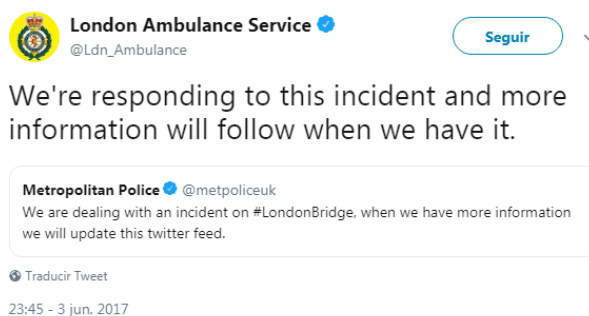 London Ambulance Service
@Ldn_Ambulance
Seguir
We're responding to this incident and more
information will follow when we have it.
Metropolitan Police @metpoliceuk
We are dealing with an incident on #LondonBridge, when we have more information
we will update this twitter feed.
Traducir Tweet
23:45 - 3 jun. 2017